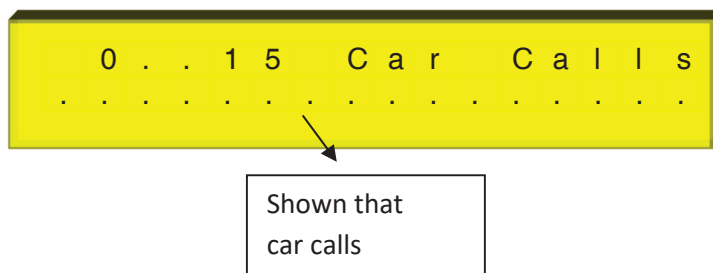 0..15 Car Calls
. . . . . . . . . . . . . . . .
Shown that
car calls